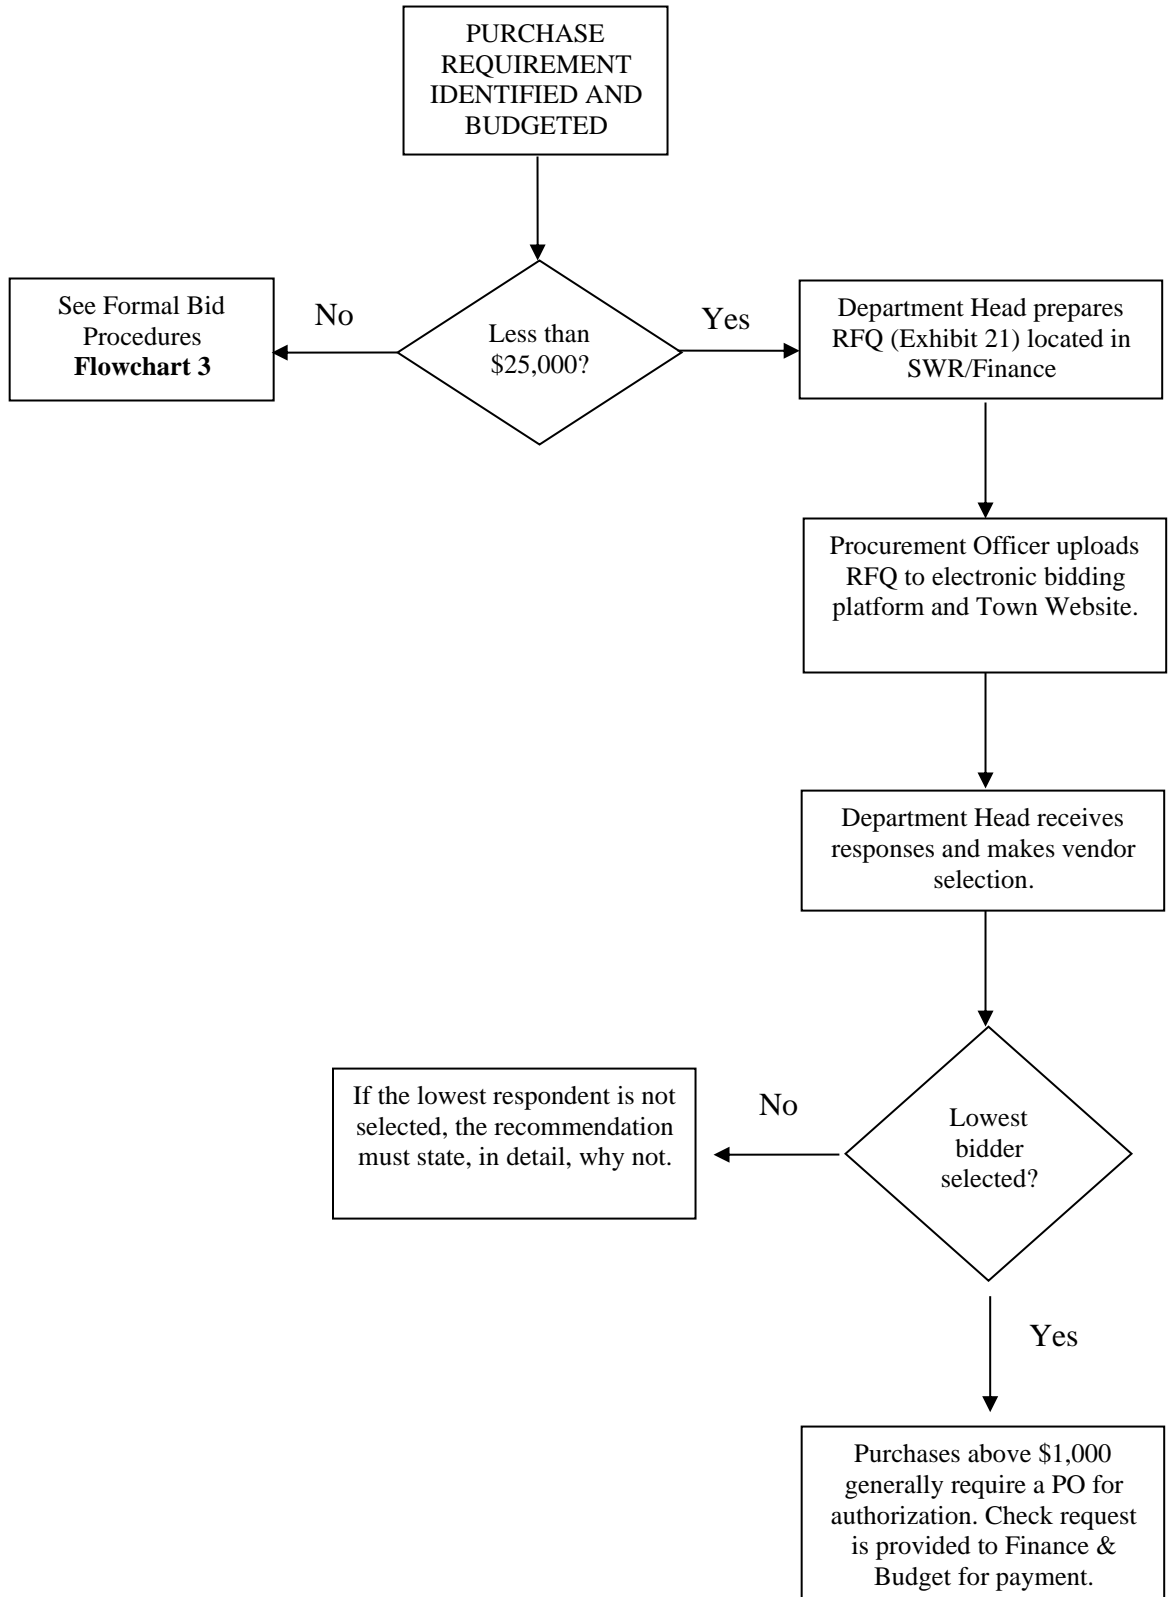 PURCHASE
REQUIREMENT
IDENTIFIED AND
BUDGETED
See Formal Bid
Procedures
Flowchart 3
No
Less than
$25,000?
Yes
Department Head prepares
RFQ (Exhibit 21) located in
SWR/Finance
Procurement Officer uploads
RFQ to electronic bidding
platform and Town Website.
Department Head receives
responses and makes vendor
selection.
If the lowest respondent is not
selected, the recommendation
must state, in detail, why not.
No
Lowest
bidder
selected?
Yes
Purchases above $1,000
generally require a PO for
authorization. Check request
is provided to Finance &
Budget for payment.